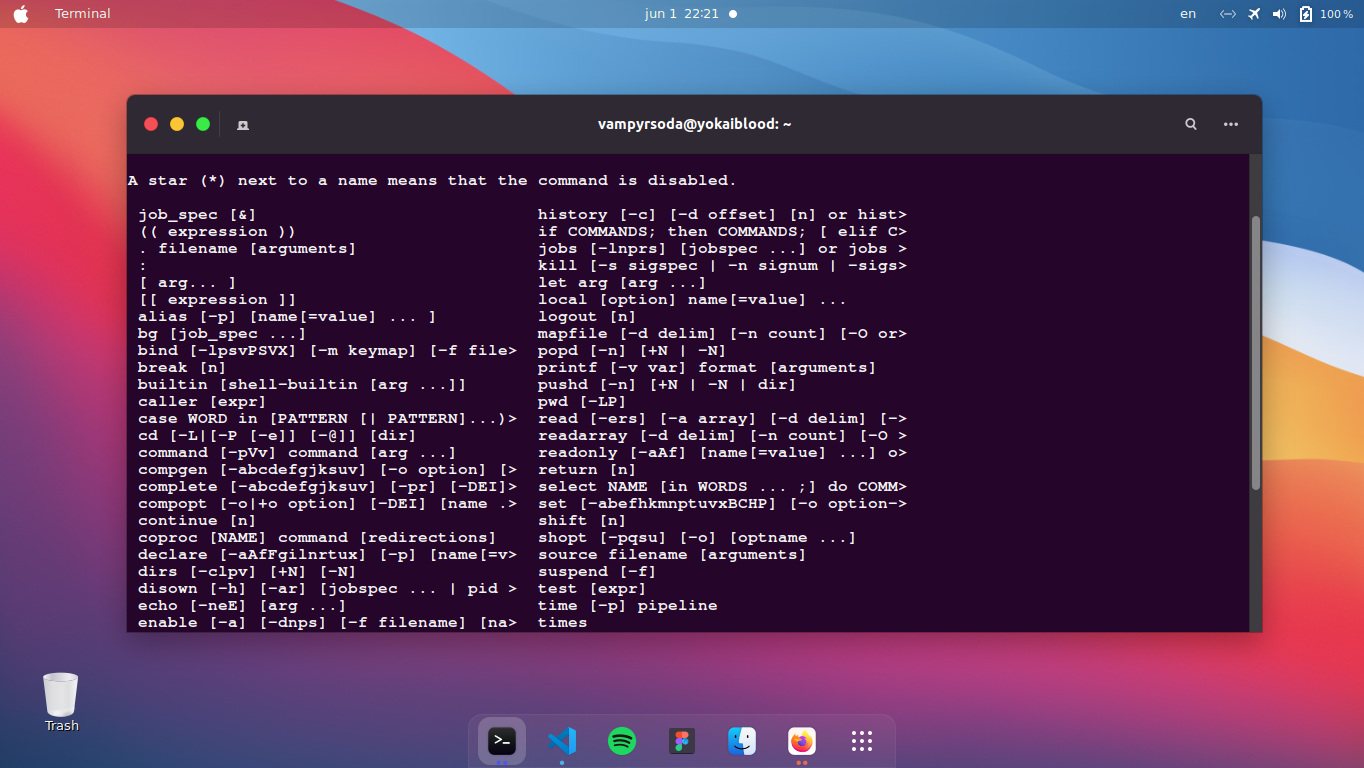 Terminal
jun 1 22:21
en
100 %
vampyrsoda@yokaiblood: ~
A star (*) next to a name means that the command is disabled.
job_spec [&] history [-c] [-d offset] [n] or hist>
(( expression )) if COMMANDS; then COMMANDS; [ elif C>
. filename [arguments] jobs [-lnprs] [jobspec ...] or jobs >
: kill [-s sigspec | -n signum | -sigs>
[ arg... ] let arg [arg ...]
[[ expression ]] local [option] name[=value] ...
alias [-p] [name[=value] ... ] logout [n]
bg [job_spec ...] mapfile [-d delim] [-n count] [-O or>
bind [-lpsvPSVX] [-m keymap] [-f file> popd [-n] [+N | -N]
break [n] printf [-v var] format [arguments]
builtin [shell-builtin [arg ...]] pushd [-n] [+N | -N | dir]
caller [expr] pwd [-LP]
case WORD in [PATTERN [| PATTERN]...)> read [-ers] [-a array] [-d delim] [->
cd [-L|[-P [-e]] [-@]] [dir] readarray [-d delim] [-n count] [-O >
command [-pVv] command [arg ...] readonly [-aAf] [name[=value] ...] o>
compgen [-abcdefgjksuv] [-o option] [> return [n]
complete [-abcdefgjksuv] [-pr] [-DEI]> select NAME [in WORDS ... ;] do COMM>
compopt [-o|+o option] [-DEI] [name .> set [-abefhkmnptuvxBCHP] [-o option->
continue [n] shift [n]
coproc [NAME] command [redirections] shopt [-pqsu] [-o] [optname ...]
declare [-aAfFgilnrtux] [-p] [name[=v> source filename [arguments]
dirs [-clpv] [+N] [-N] suspend [-f]
disown [-h] [-ar] [jobspec ... | pid > test [expr]
echo [-neE] [arg ...] time [-p] pipeline
enable [-a] [-dnps] [-f filename] [na> times
Trash